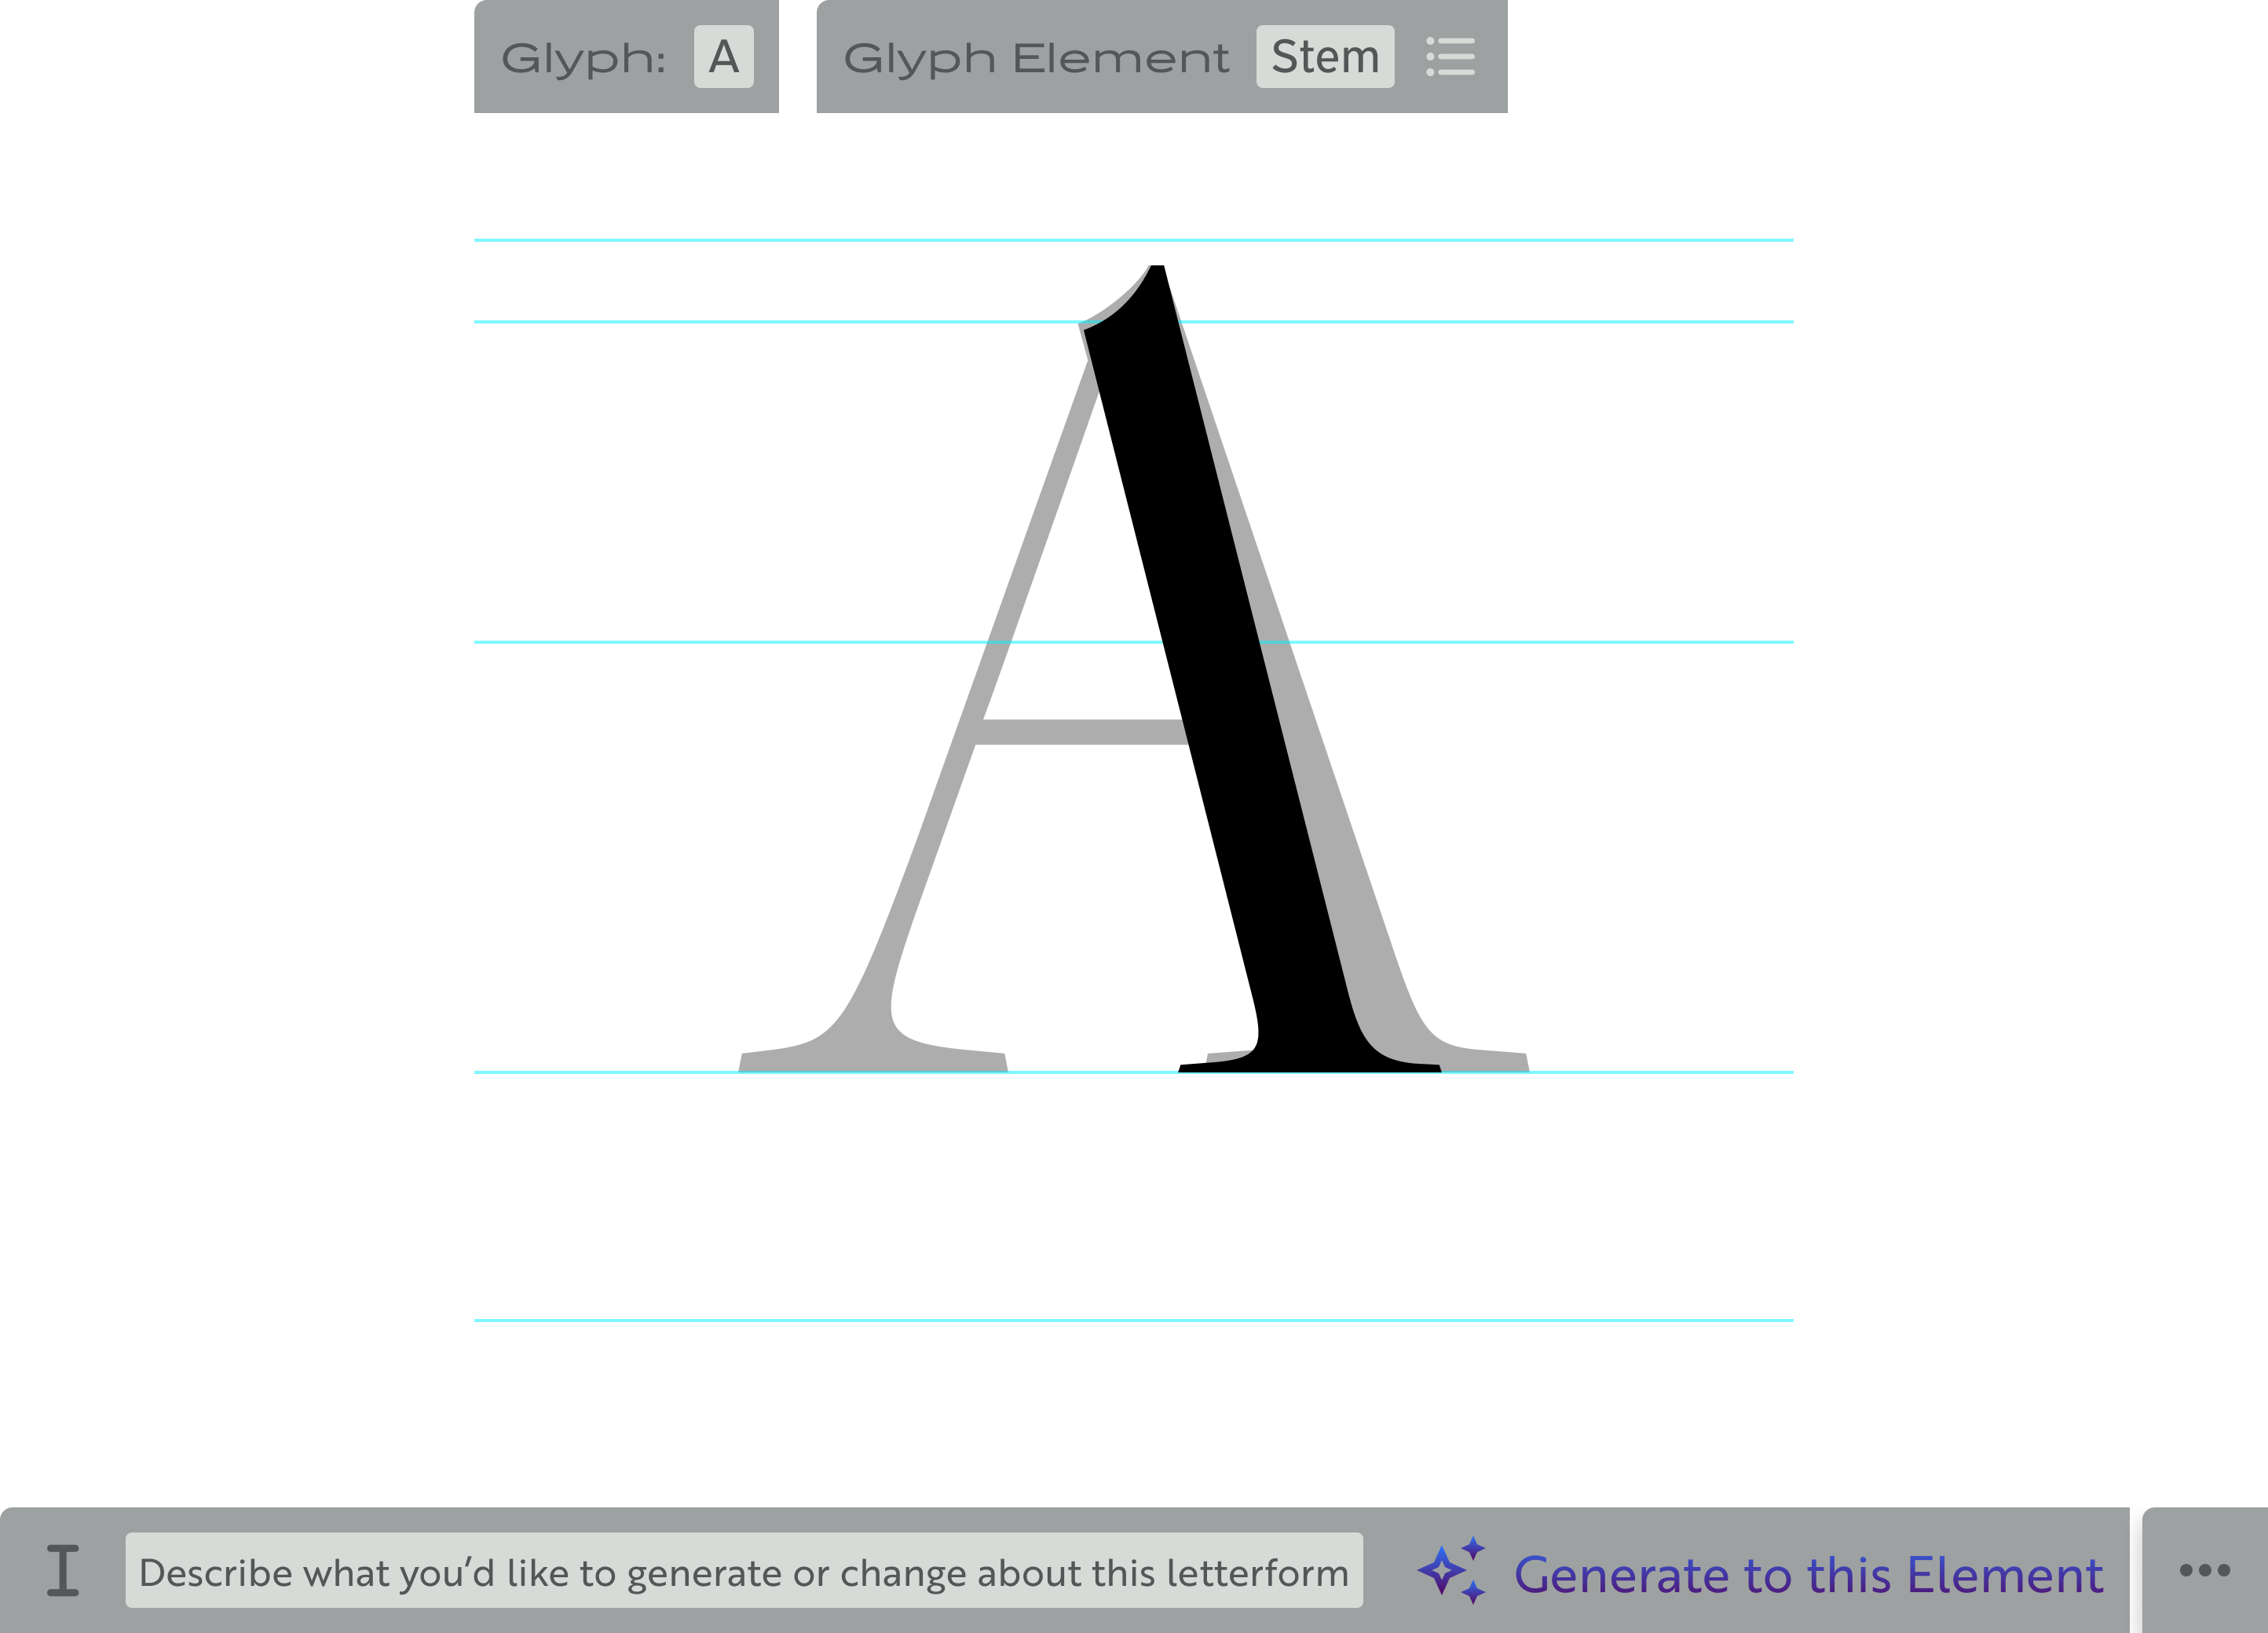 Glyph: A
Glyph Element Stem
A
Describe what you’d like to generate or change about this letterform
Generate to this Element